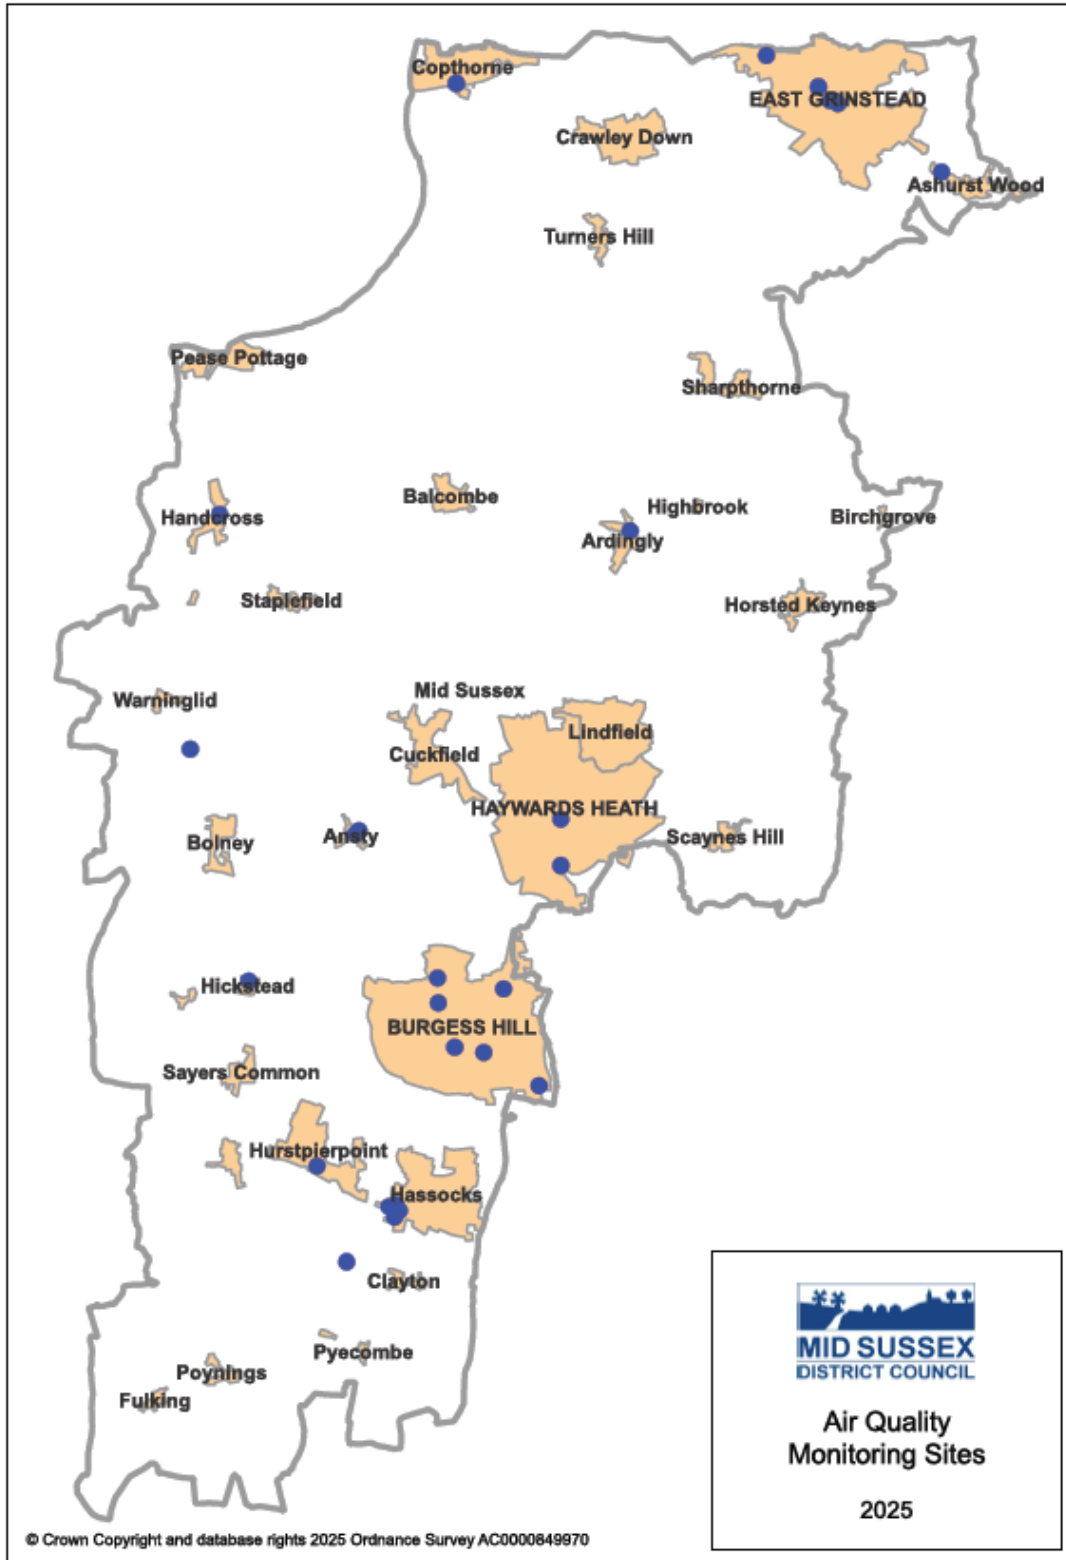 Copthorne
EAST GRINSTEAD
Crawley Down
Ashurst Wood
Turners Hill
Pease Pottage
Sharpthorne
Balcombe
Highbrook
Handcross
Birchgrove
Ardingly
Staplefield
Horsted Keynes
Mid Sussex
Warninglid
Lindfield
Cuckfield
HAYWARDS HEATH
Bolney
Ansty
Scaynes Hill
Hickstead
BURGESS HILL
Sayers Common
Hurstpierpoint
Hassocks
Clayton
Pyecombe
Poynings
Fulking
MID SUSSEX
DISTRICT COUNCIL
Air Quality
Monitoring Sites
2025
© Crown Copyright and database rights 2025 Ordnance Survey AC0000849970